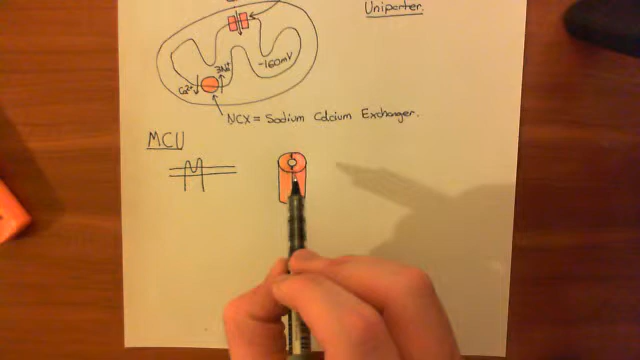 Uniporter.
-160mV
3Na⁺
Ca²⁺
NCX = Sodium Calcium Exchanger.
MCU